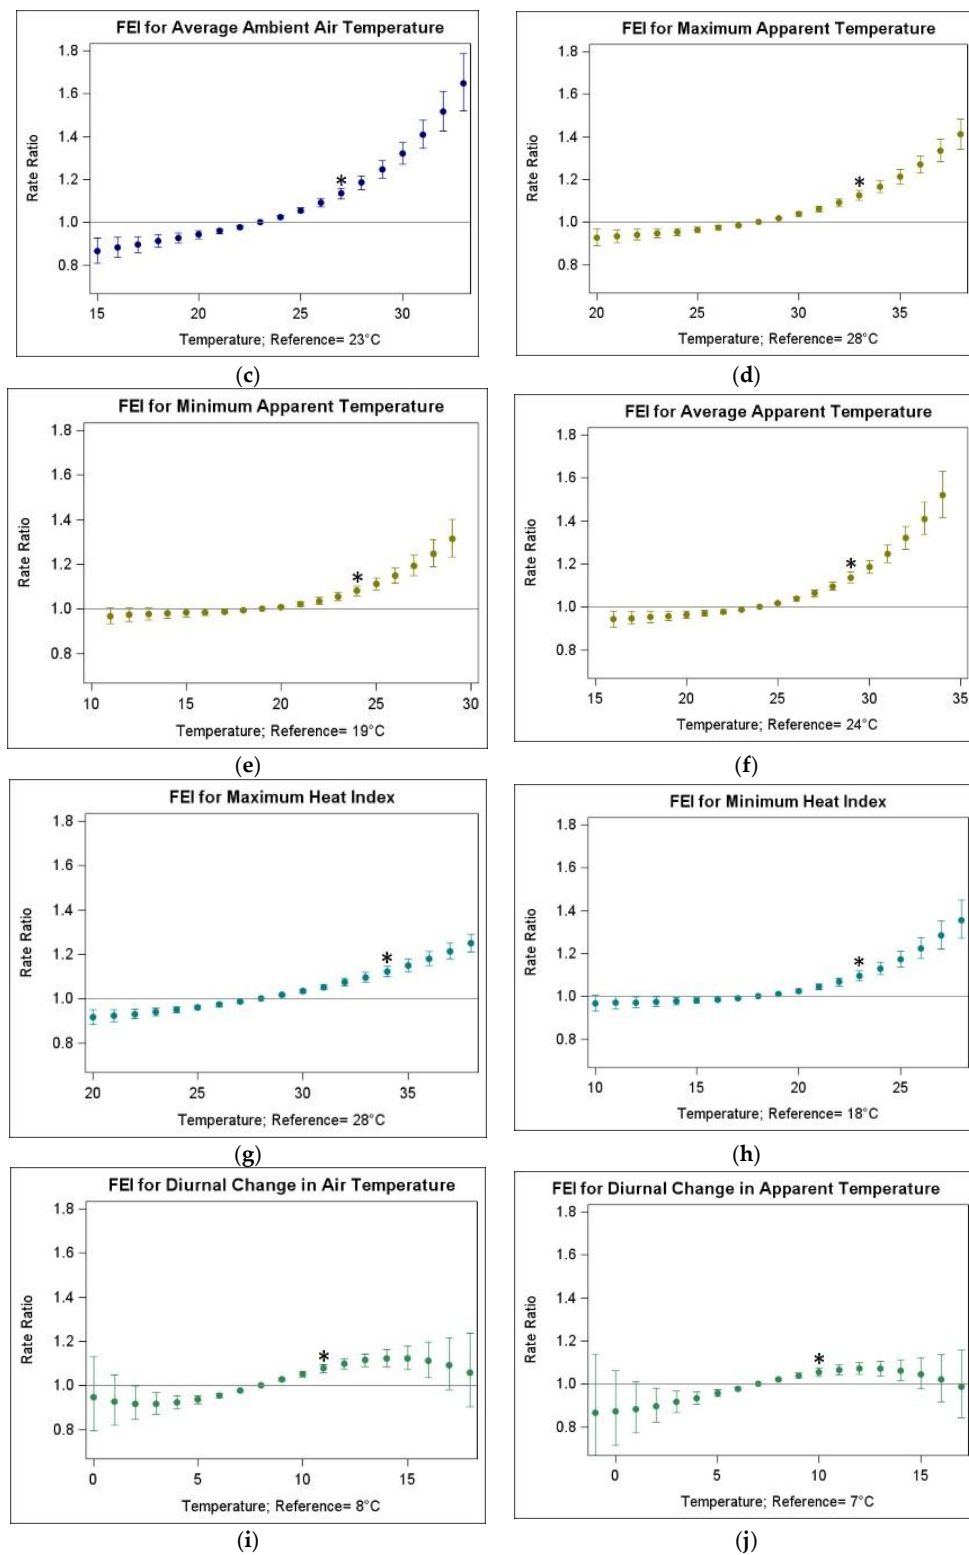 FEI for Average Ambient Air Temperature
FEI for Maximum Apparent Temperature
1.8
1.6
1.4
1.2
1.0
0.8
Rate Ratio
*
15 20 25 30
Temperature; Reference= 23°C
1.8
1.6
1.4
1.2
1.0
0.8
Rate Ratio
*
20 25 30 35
Temperature; Reference= 28°C
(c)
(d)
FEI for Minimum Apparent Temperature
1.8
1.6
1.4
1.2
1.0
0.8
Rate Ratio
*
10 15 20 25 30
Temperature; Reference= 19°C
FEI for Average Apparent Temperature
1.8
1.6
1.4
1.2
1.0
0.8
Rate Ratio
*
15 20 25 30 35
Temperature; Reference= 24°C
(e)
(f)
FEI for Maximum Heat Index
1.8
1.6
1.4
1.2
1.0
0.8
Rate Ratio
*
20 25 30 35
Temperature; Reference= 28°C
FEI for Minimum Heat Index
1.8
1.6
1.4
1.2
1.0
0.8
Rate Ratio
*
10 15 20 25
Temperature; Reference= 18°C
(g)
(h)
FEI for Diurnal Change in Air Temperature
1.8
1.6
1.4
1.2
1.0
0.8
Rate Ratio
*
0 5 10 15
Temperature; Reference= 8°C
FEI for Diurnal Change in Apparent Temperature
1.8
1.6
1.4
1.2
1.0
0.8
Rate Ratio
*
0 5 10 15
Temperature; Reference= 7°C
(i)
(j)